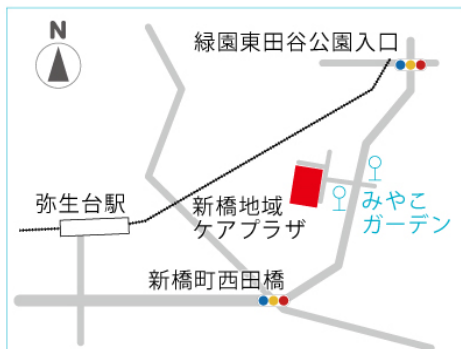 N
緑園東田谷公園入口
弥生台駅
新橋地域
ケアプラザ
みやこ
ガーデン
新橋町西田橋